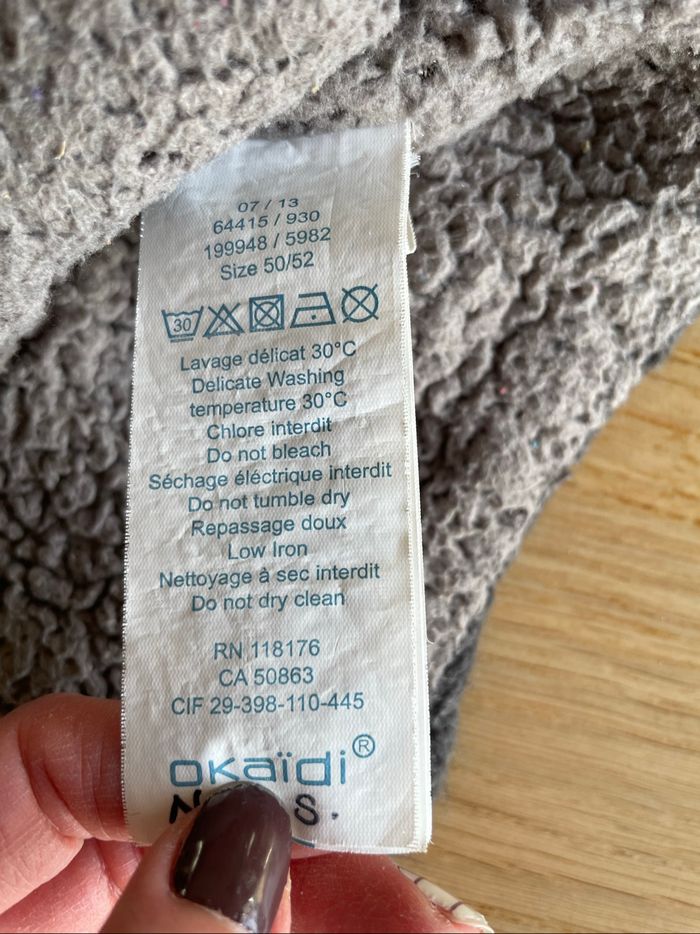 07 / 13
64415 / 930
199948 / 5982
Size 50/52
30
Lavage délicat 30°C
Delicate Washing
temperature 30°C
Chlore interdit
Do not bleach
Séchage éléctrique interdit
Do not tumble dry
Repassage doux
Low Iron
Nettoyage à sec interdit
Do not dry clean
RN 118176
CA 50863
CIF 29-398-110-445
okaïdi®